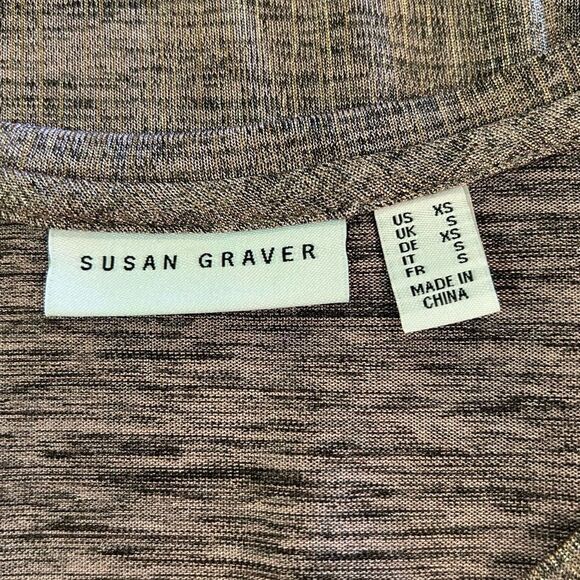 SUSAN GRAVER
US XS
UK S
DE XS
IT S
FR S
MADE IN
CHINA